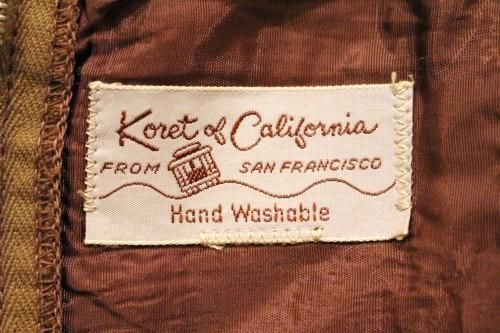 Koret of California
FROM SAN FRANCISCO
Hand Washable